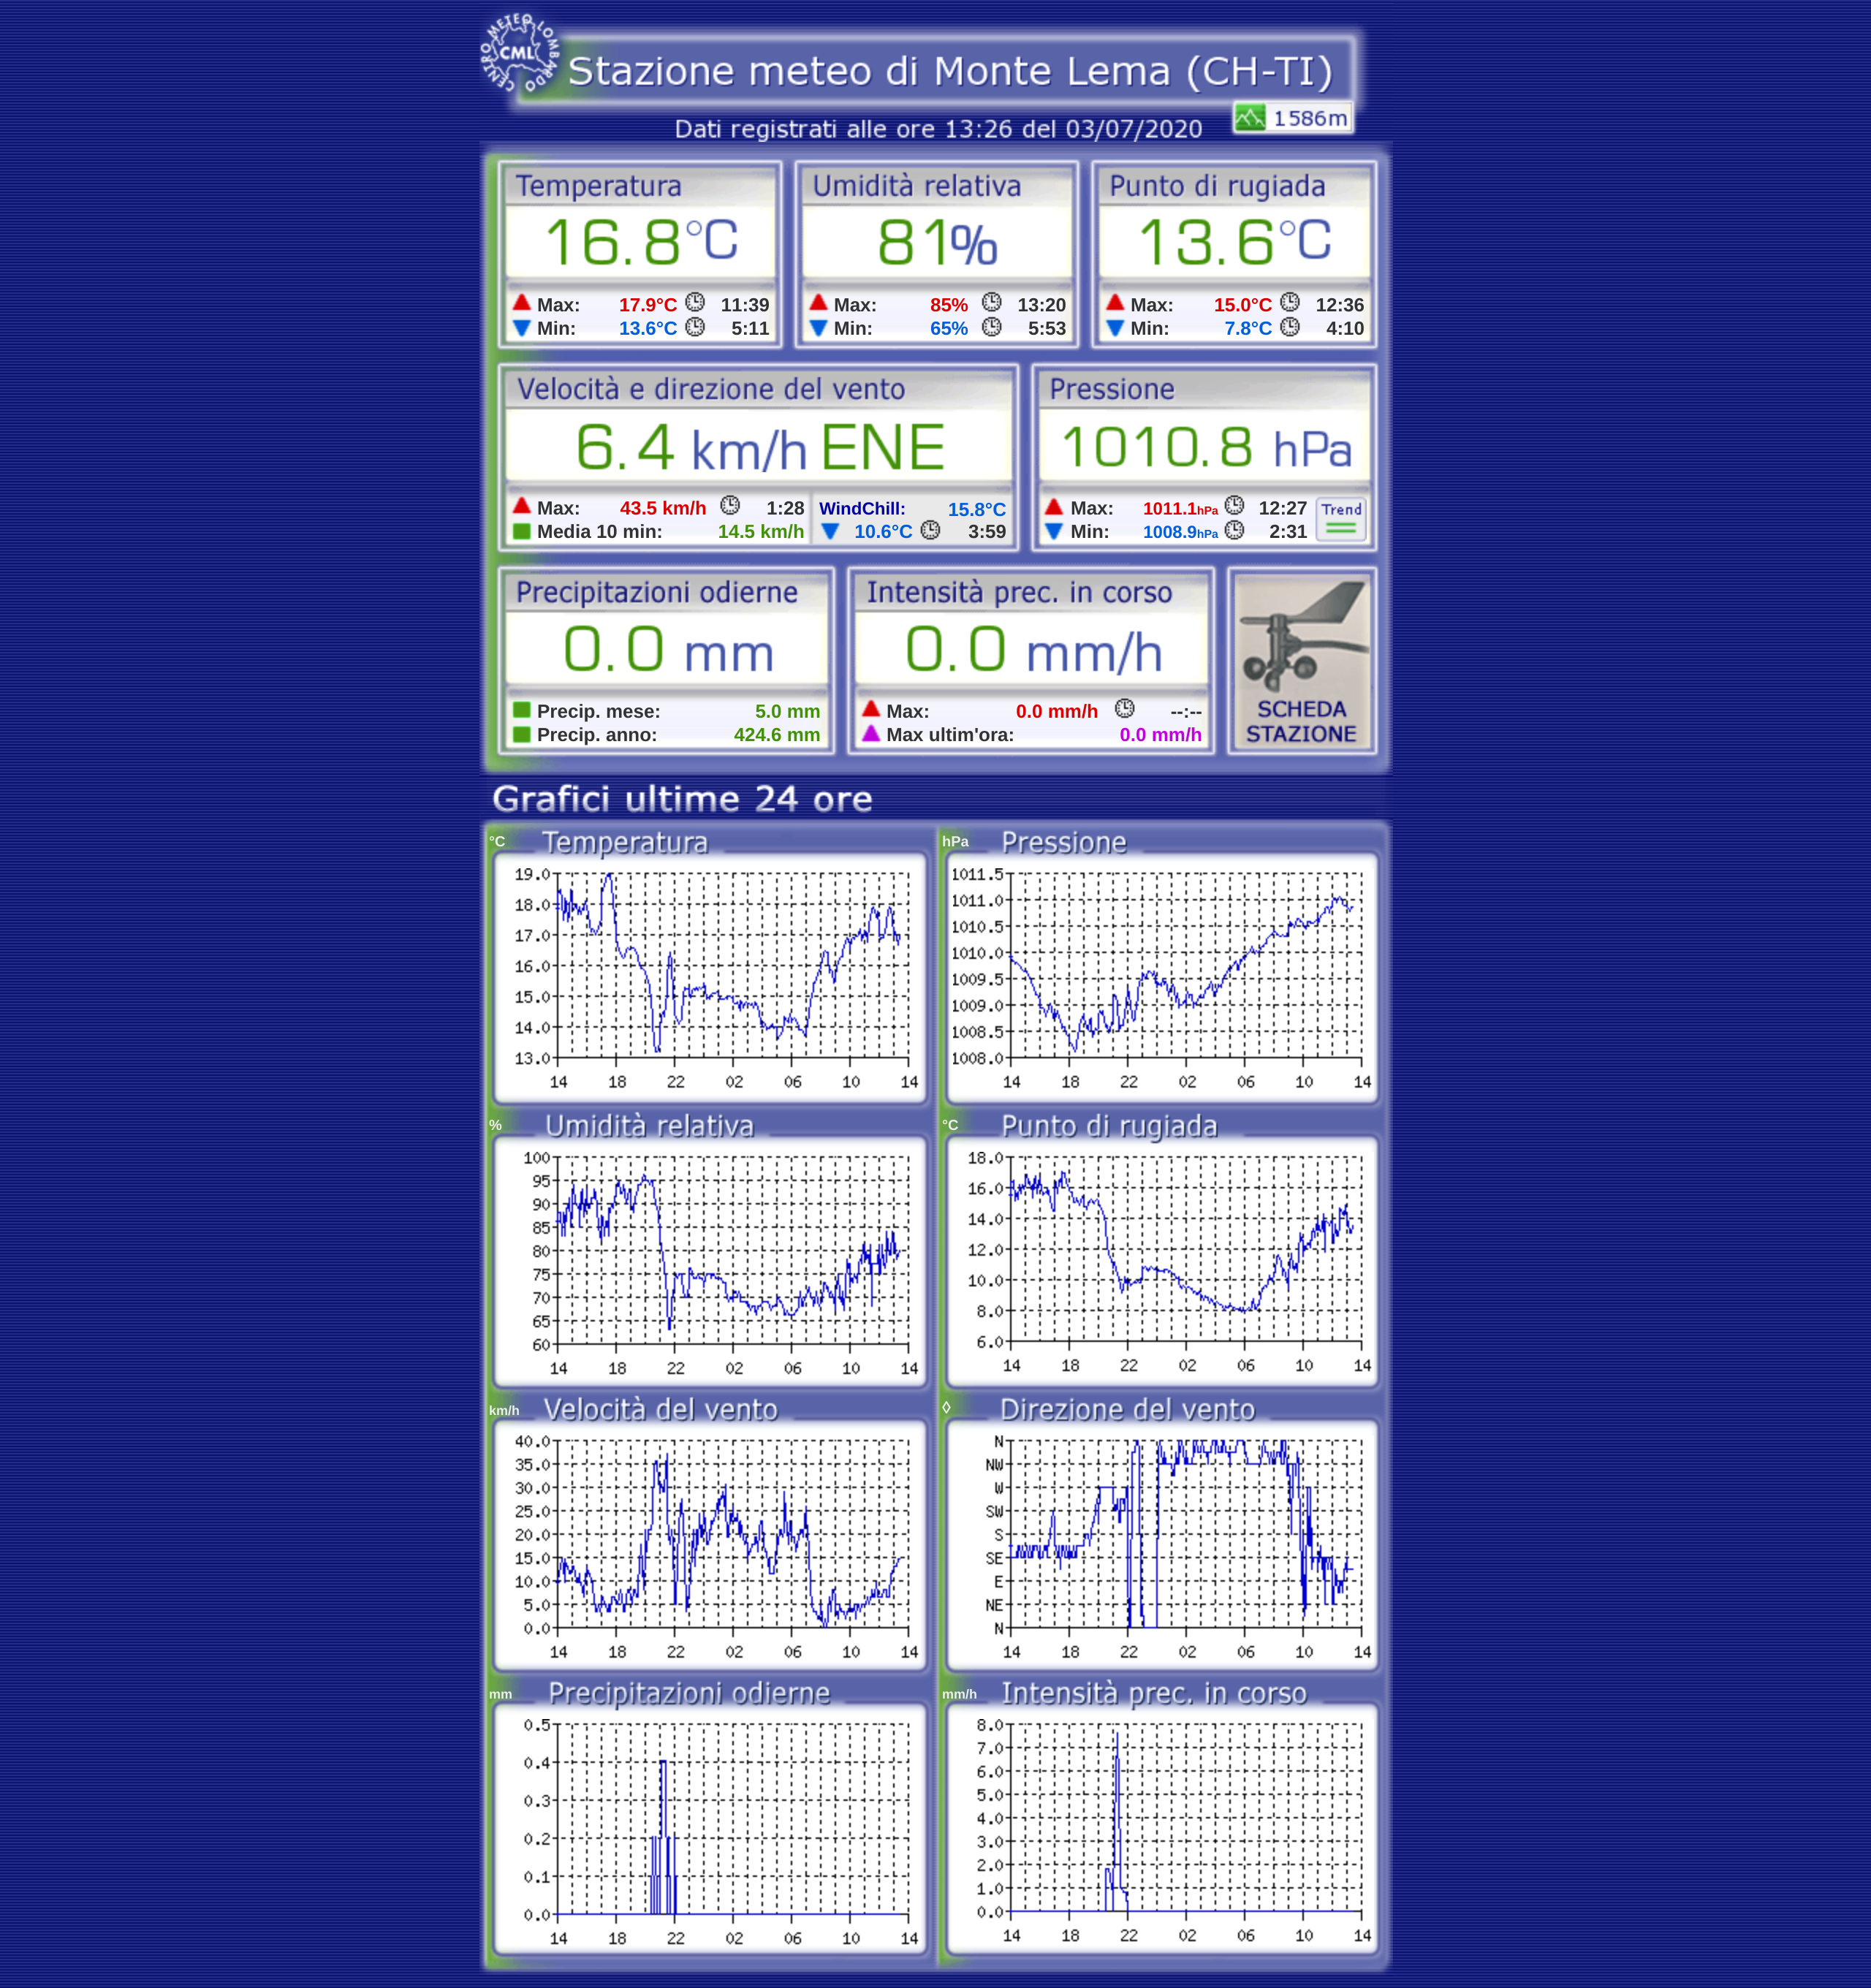 CENTRO METEO LOMBARDO
CML
Stazione meteo di Monte Lema (CH-TI)
1586m
Dati registrati alle ore 13:26 del 03/07/2020
Temperatura
16.8°C
Max: 17.9°C 11:39
Min: 13.6°C 5:11
Umidità relativa
81%
Max: 85% 13:20
Min: 65% 5:53
Punto di rugiada
13.6°C
Max: 15.0°C 12:36
Min: 7.8°C 4:10
Velocità e direzione del vento
6.4 km/h ENE
Max: 43.5 km/h 1:28
Media 10 min: 14.5 km/h
WindChill: 15.8°C
10.6°C 3:59
Pressione
1010.8 hPa
Max: 1011.1hPa 12:27
Min: 1008.9hPa 2:31
Trend
Precipitazioni odierne
0.0 mm
Precip. mese: 5.0 mm
Precip. anno: 424.6 mm
Intensità prec. in corso
0.0 mm/h
Max: 0.0 mm/h --:--
Max ultim'ora: 0.0 mm/h
SCHEDA
STAZIONE
Grafici ultime 24 ore
°C Temperatura
19.0
18.0
17.0
16.0
15.0
14.0
13.0
14 18 22 02 06 10 14
hPa Pressione
1011.5
1011.0
1010.5
1010.0
1009.5
1009.0
1008.5
1008.0
14 18 22 02 06 10 14
% Umidità relativa
100
95
90
85
80
75
70
65
60
14 18 22 02 06 10 14
°C Punto di rugiada
18.0
16.0
14.0
12.0
10.0
8.0
6.0
14 18 22 02 06 10 14
km/h Velocità del vento
40.0
35.0
30.0
25.0
20.0
15.0
10.0
5.0
0.0
14 18 22 02 06 10 14
◊ Direzione del vento
N
NW
W
SW
S
SE
E
NE
N
14 18 22 02 06 10 14
mm Precipitazioni odierne
0.5
0.4
0.3
0.2
0.1
0.0
14 18 22 02 06 10 14
mm/h Intensità prec. in corso
8.0
7.0
6.0
5.0
4.0
3.0
2.0
1.0
0.0
14 18 22 02 06 10 14